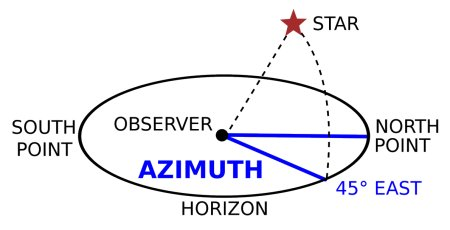 STAR
SOUTH
POINT
OBSERVER
NORTH
POINT
AZIMUTH
45° EAST
HORIZON